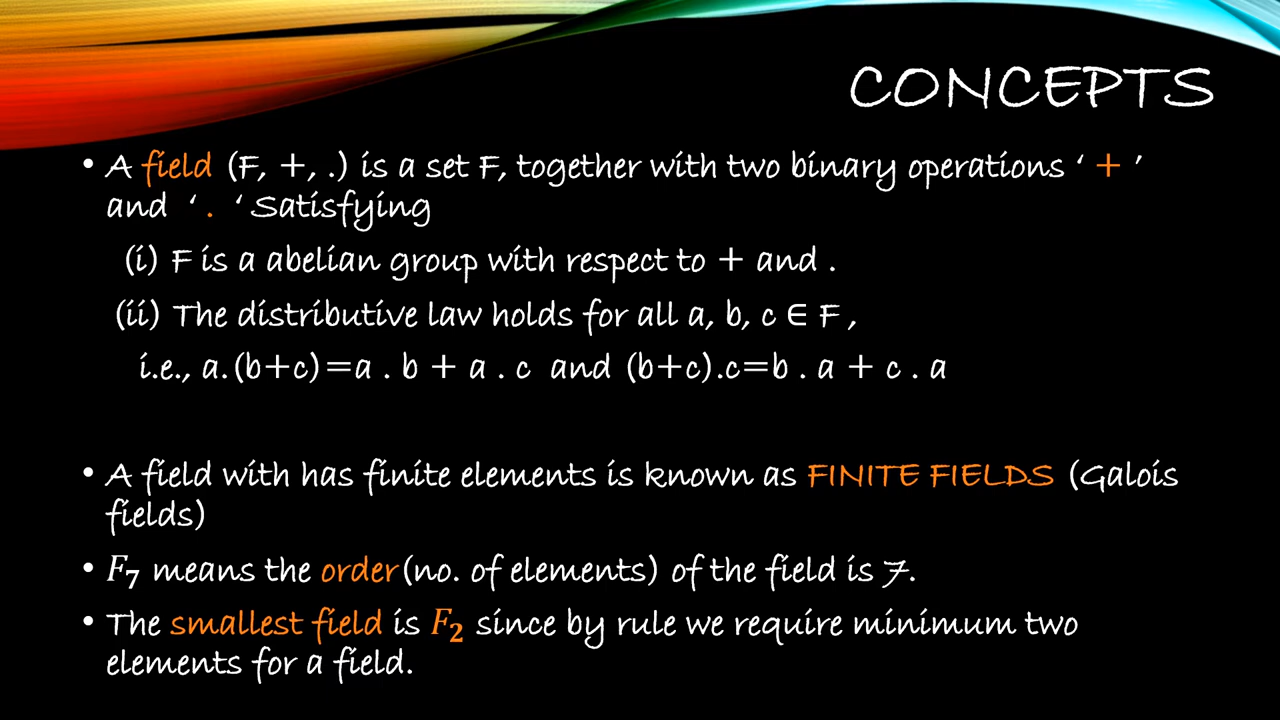 CONCEPTS
• A field (F, +, .) is a set F, together with two binary operations ‘ + ’
and ‘ . ‘ Satisfying
(i) F is a abelian group with respect to + and .
(ii) The distributive law holds for all a, b, c ∈ F ,
i.e., a.(b+c)=a . b + a . c and (b+c).c=b . a + c . a
• A field with has finite elements is known as FINITE FIELDS (Galois
fields)
• F₇ means the order(no. of elements) of the field is 7.
• The smallest field is F₂ since by rule we require minimum two
elements for a field.